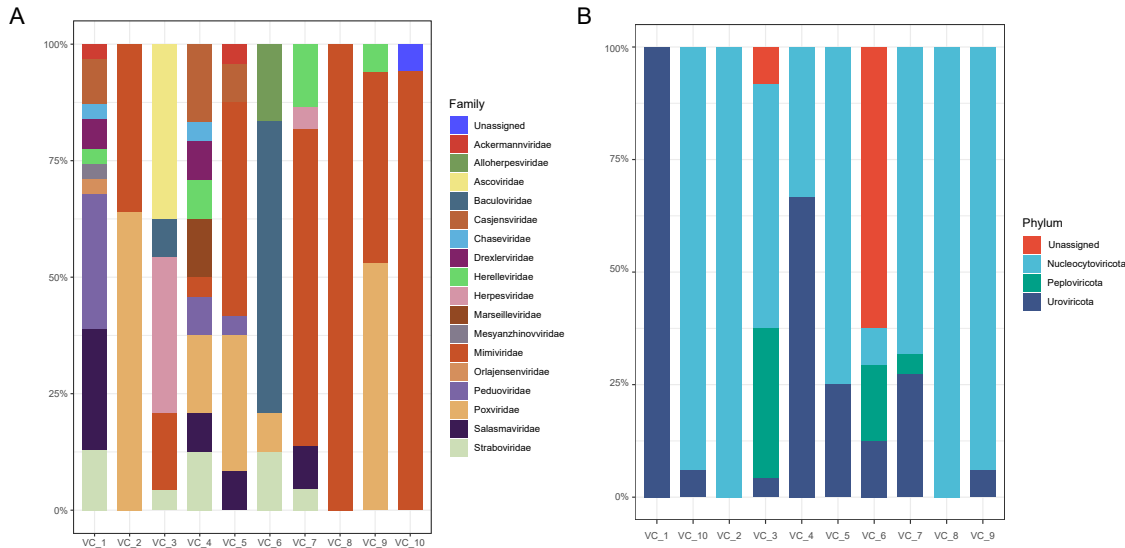 A
100%
75%
50%
25%
0%
VC_1 VC_2 VC_3 VC_4 VC_5 VC_6 VC_7 VC_8 VC_9 VC_10
Family
Unassigned
Ackermannviridae
Alloherpesviridae
Ascoviridae
Baculoviridae
Casjensviridae
Chaseviridae
Drexlerviridae
Herelleviridae
Herpesviridae
Marseilleviridae
Mesyanzhinovviridae
Mimiviridae
Orlajensenviridae
Peduoviridae
Poxviridae
Salasmaviridae
Straboviridae
B
100%
75%
50%
25%
0%
VC_1 VC_10 VC_2 VC_3 VC_4 VC_5 VC_6 VC_7 VC_8 VC_9
Phylum
Unassigned
Nucleocytoviricota
Peploviricota
Uroviricota